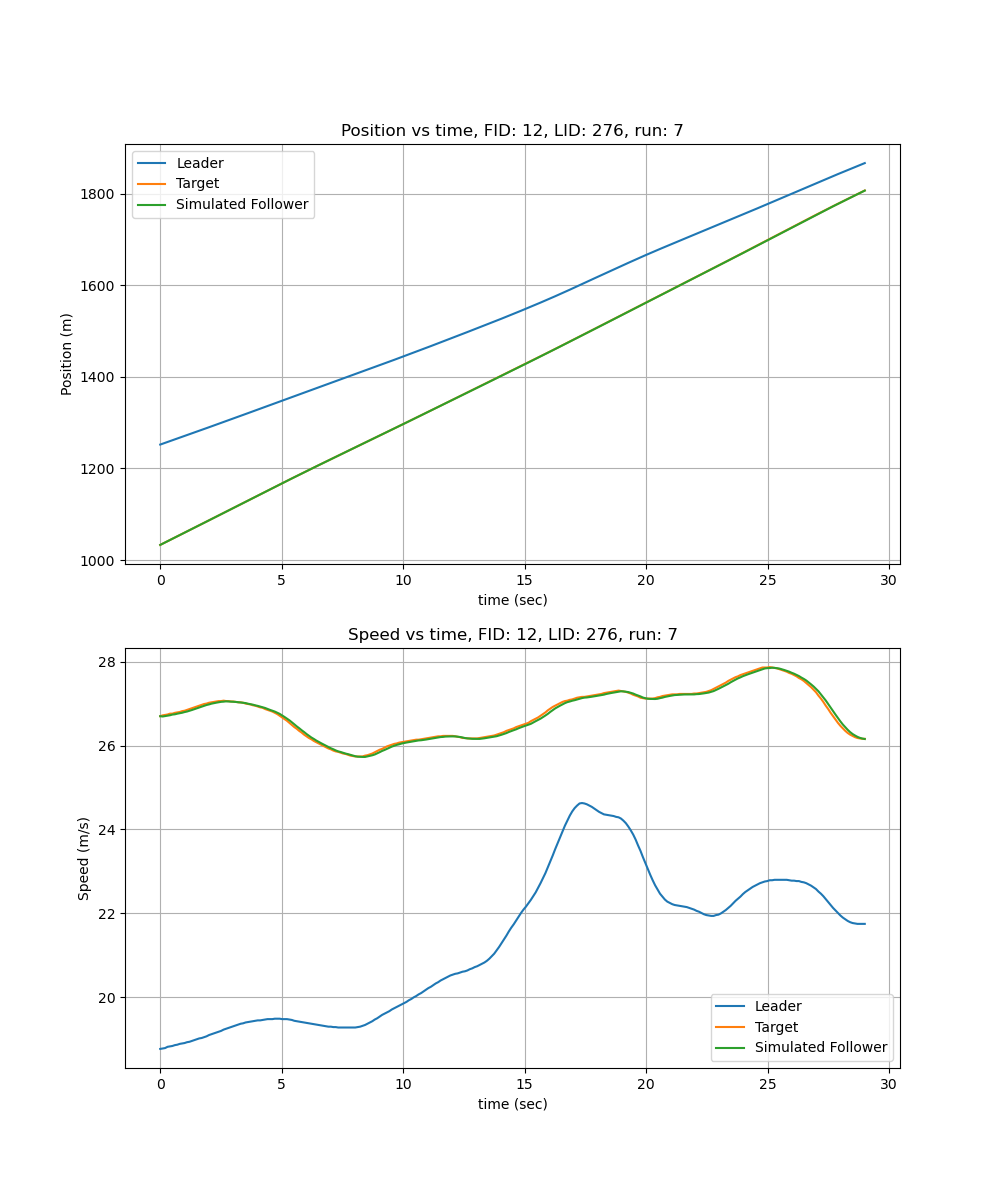 Position vs time, FID: 12, LID: 276, run: 7
Leader
Target
Simulated Follower
Position (m)
1800
1600
1400
1200
1000
0 5 10 15 20 25 30
time (sec)
Speed vs time, FID: 12, LID: 276, run: 7
Speed (m/s)
28
26
24
22
20
Leader
Target
Simulated Follower
0 5 10 15 20 25 30
time (sec)